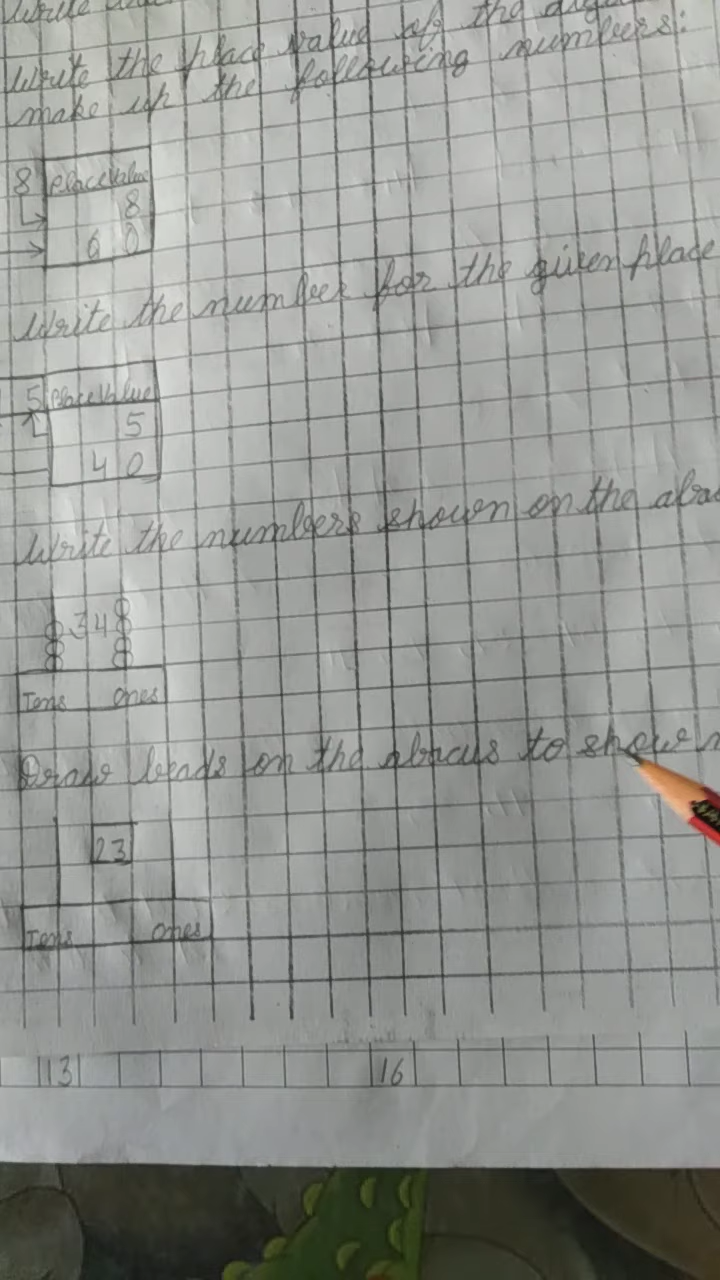 Write
Write the place value of the
make up the following numbers:
8 Place Value
8
6 0
Write the number for the given place
5 Place Value
5
4 0
Write the numbers shown on the aba
34
Tens ones
Draw beads on the abacus to show
23
Tens ones
13 16